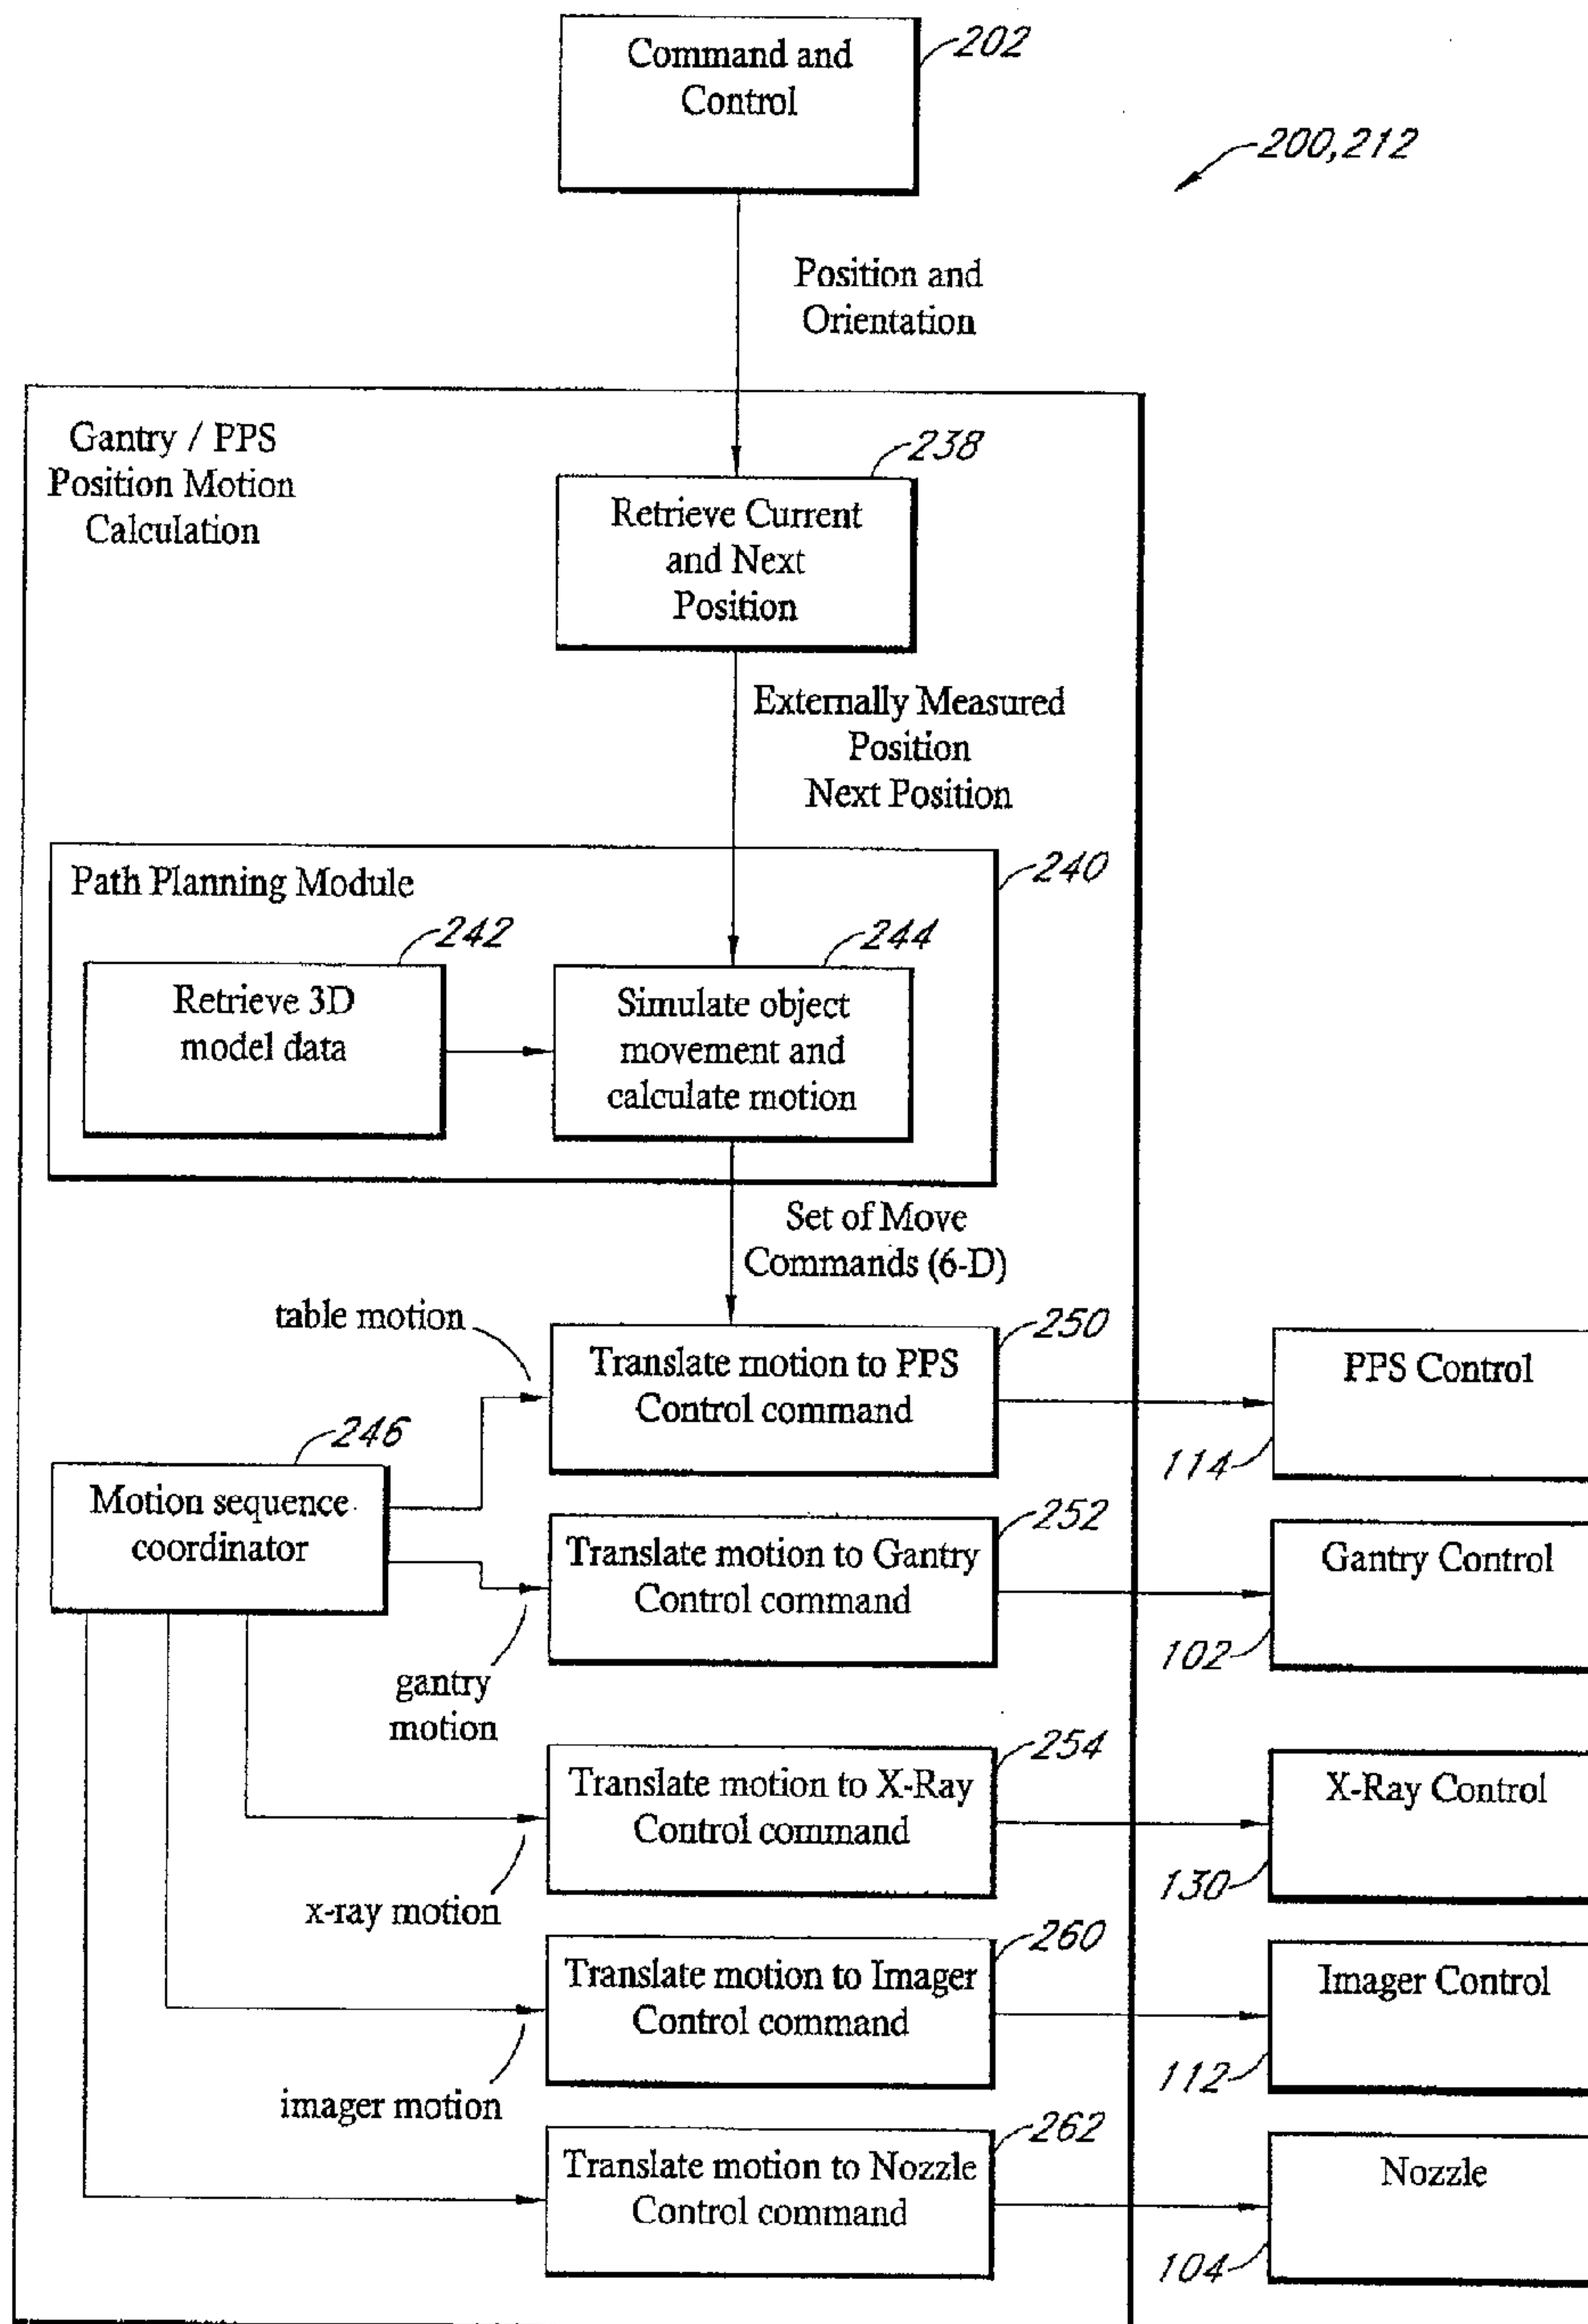 Command and
Control
202
200,212
Position and
Orientation
Gantry / PPS
Position Motion
Calculation
238
Retrieve Current
and Next
Position
Externally Measured
Position
Next Position
Path Planning Module
240
242
Retrieve 3D
model data
244
Simulate object
movement and
calculate motion
Set of Move
Commands (6-D)
table motion
250
Translate motion to PPS
Control command
PPS Control
114
246
Motion sequence
coordinator
252
Translate motion to Gantry
Control command
Gantry Control
102
gantry
motion
254
Translate motion to X-Ray
Control command
X-Ray Control
130
x-ray motion
260
Translate motion to Imager
Control command
Imager Control
112
imager motion
262
Translate motion to Nozzle
Control command
Nozzle
104